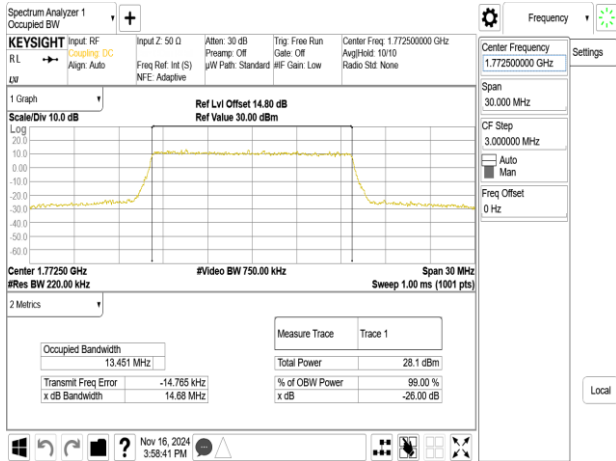 Spectrum Analyzer 1
Occupied BW
Frequency
KEYSIGHT
RL
LXI
Input: RF
Coupling: DC
Align: Auto
Input Z: 50 Ω
Freq Ref: Int (S)
NFE: Adaptive
Atten: 30 dB
Preamp: Off
µW Path: Standard
Trig: Free Run
Gate: Off
#IF Gain: Low
Center Freq: 1.772500000 GHz
Avg|Hold: 10/10
Radio Std: None
Center Frequency
1.772500000 GHz
Settings
Span
30.000 MHz
CF Step
3.000000 MHz
Auto
Man
Freq Offset
0 Hz
Local
1 Graph
Scale/Div 10.0 dB
Ref Lvl Offset 14.80 dB
Ref Value 30.00 dBm
Log
20.0
10.0
0.00
-10.0
-20.0
-30.0
-40.0
-50.0
-60.0
Center 1.77250 GHz
#Video BW 750.00 kHz
Span 30 MHz
#Res BW 220.00 kHz
Sweep 1.00 ms (1001 pts)
2 Metrics
Measure Trace Trace 1
Occupied Bandwidth
13.451 MHz
Total Power 28.1 dBm
Transmit Freq Error -14.765 kHz
% of OBW Power 99.00 %
x dB Bandwidth 14.68 MHz
x dB -26.00 dB
Nov 16, 2024
3:58:41 PM